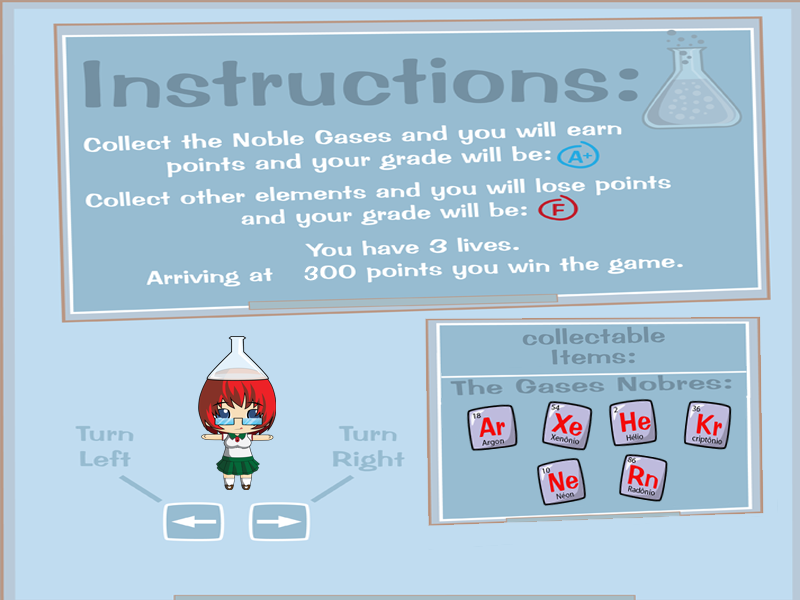 Instructions:
Collect the Noble Gases and you will earn
points and your grade will be: A+
Collect other elements and you will lose points
and your grade will be: F
You have 3 lives.
Arriving at 300 points you win the game.
collectable
Items:
The Gases Nobres:
18
Ar
Argon
54
Xe
Xenônio
2
He
Hélio
36
Kr
criptônio
10
Ne
Néon
86
Rn
Radônio
Turn
Left
Turn
Right